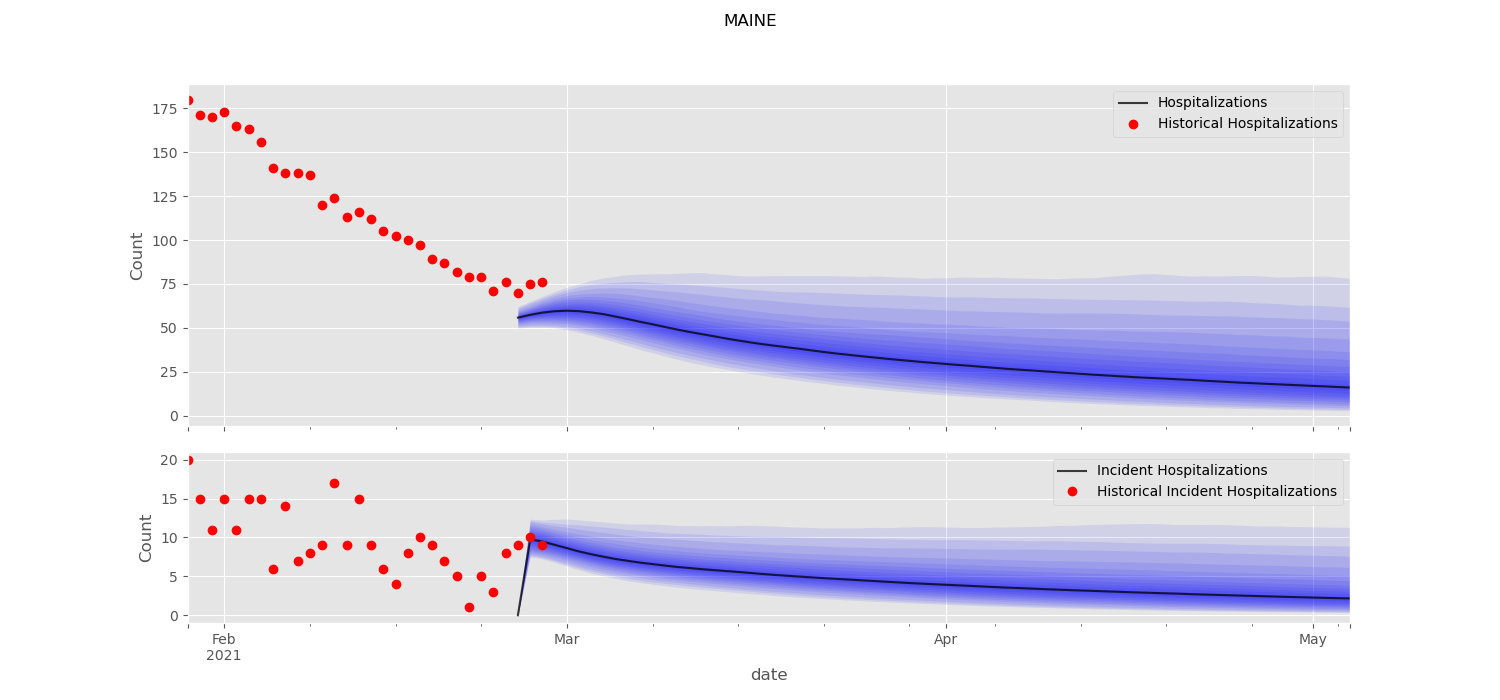 MAINE
Hospitalizations
Historical Hospitalizations
Count
175
150
125
100
75
50
25
0
Incident Hospitalizations
Historical Incident Hospitalizations
Count
20
15
10
5
0
Feb
2021
Mar
Apr
May
date